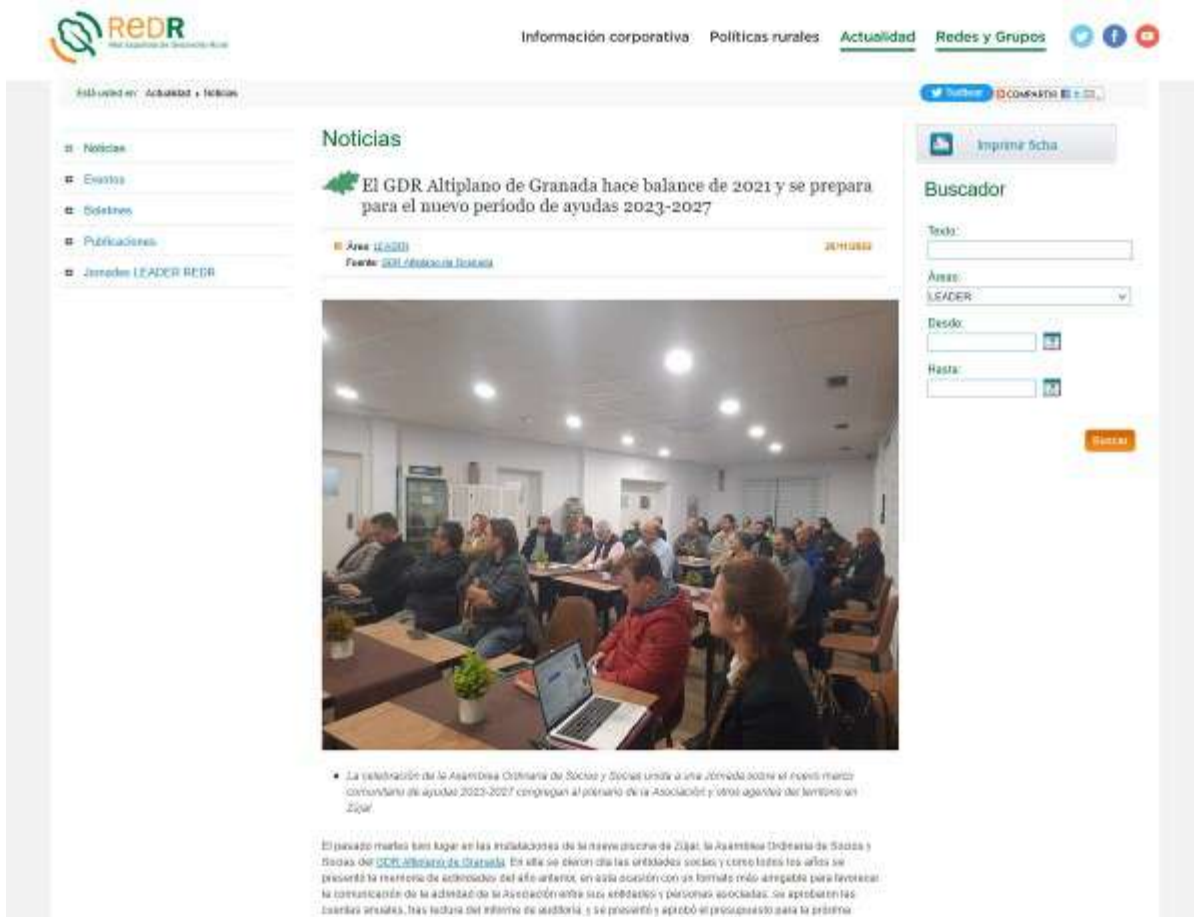 REDR
Red Española de Desarrollo Rural
Información corporativa Políticas rurales Actualidad Redes y Grupos
Está usted en: Actualidad Noticias
Twittear COMPARTIR
Noticias
Eventos
Boletines
Publicaciones
Jornadas LEADER REDR
Noticias
El GDR Altiplano de Granada hace balance de 2021 y se prepara
para el nuevo período de ayudas 2023-2027
Área: LEADER
Fuente: GDR Altiplano de Granada
La celebración de la Asamblea Ordinaria de Socios y Socias unida a una Jornada sobre el nuevo marco
comunitario de ayudas 2023-2027 congregan al plenario de la Asociación y otros agentes del territorio en
Zújar
El pasado martes tuvo lugar en las instalaciones de la nueva piscina de Zújar, la Asamblea Ordinaria de Socios y
Socias del GDR Altiplano de Granada. En ella se dieron cita las entidades socias y como todos los años se
presentó la memoria de actividades del año anterior, en esta ocasión con un formato más amigable para favorecer
la comunicación de la actividad de la Asociación entre sus entidades y personas asociadas, se aprobaron las
cuentas anuales, tras lectura del informe de auditoría, y se presentó y aprobó el presupuesto para la próxima
Imprimir ficha
Buscador
Texto:
Áreas:
LEADER
Desde:
Hasta:
Buscar